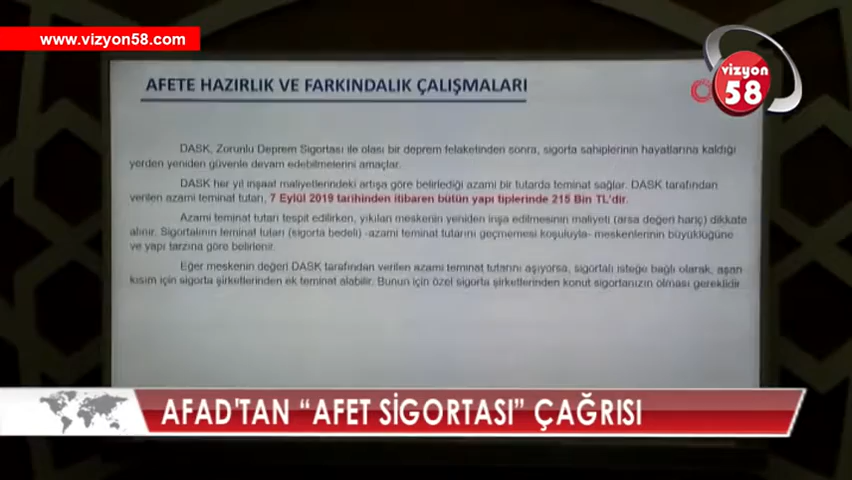 www.vizyon58.com
vizyon
58
AFETE HAZIRLIK VE FARKINDALIK ÇALIŞMALARI
DASK, Zorunlu Deprem Sigortası ile olası bir deprem felaketinden sonra, sigorta sahiplerinin hayatlarına kaldığı
yerden yeniden güvenle devam edebilmelerini amaçlar.
DASK her yıl inşaat maliyetlerindeki artışa göre belirlediği azami bir tutarda teminat sağlar. DASK tarafından
verilen azami teminat tutarı, 7 Eylül 2019 tarihinden itibaren bütün yapı tiplerinde 215 Bin TL'dir.
Azami teminat tutarı tespit edilirken, yıkılan meskenin yeniden inşa edilmesinin maliyeti (arsa değeri hariç) dikkate
alınır. Sigortalının teminat tutarı (sigorta bedeli) -azami teminat tutarını geçmemesi koşuluyla- meskenlerinin büyüklüğüne
ve yapı tarzına göre belirlenir.
Eğer meskenin değeri DASK tarafından verilen azami teminat tutarını aşıyorsa, sigortalı isteğe bağlı olarak, aşan
kısım için sigorta şirketlerinden ek teminat alabilir. Bunun için özel sigorta şirketlerinden konut sigortanızın olması gereklidir.
AFAD'TAN “AFET SİGORTASI” ÇAĞRISI